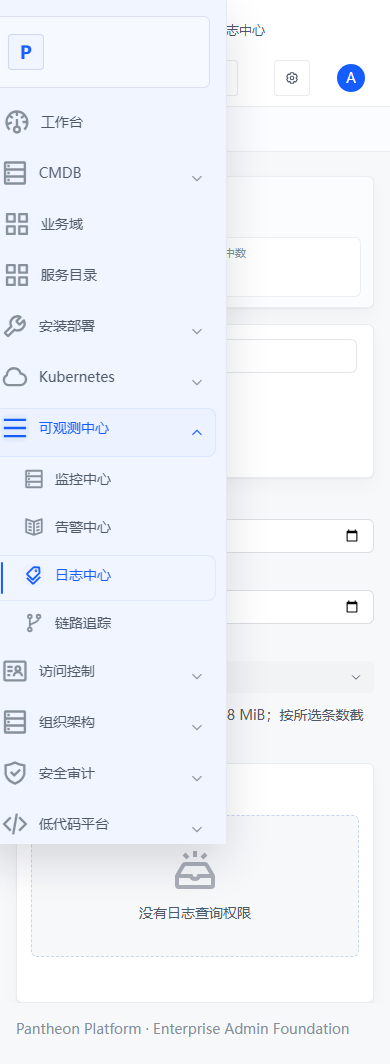 志中心
P
A
工作台
CMDB
业务域
中数
服务目录
安装部署
Kubernetes
可观测中心
监控中心
告警中心
日志中心
链路追踪
访问控制
8 MiB；按所选条数截
组织架构
安全审计
低代码平台
没有日志查询权限
Pantheon Platform · Enterprise Admin Foundation